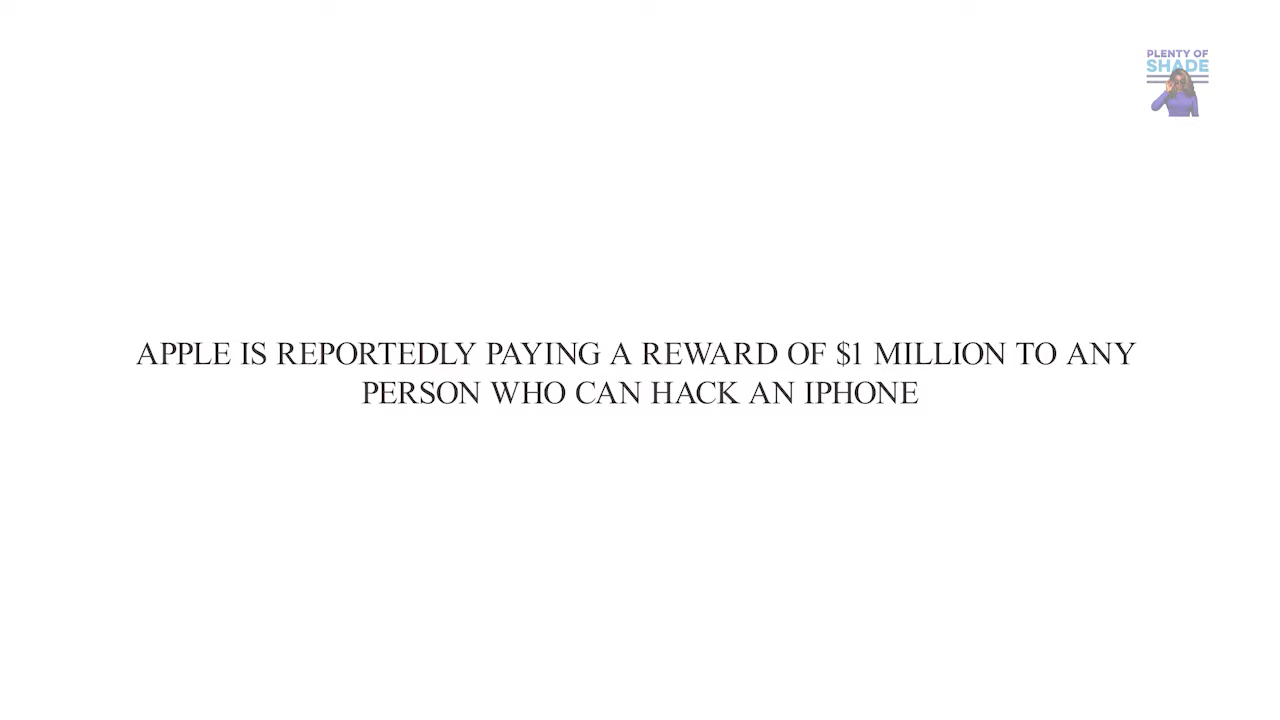 PLENTY OF
SHADE
APPLE IS REPORTEDLY PAYING A REWARD OF $1 MILLION TO ANY
PERSON WHO CAN HACK AN IPHONE